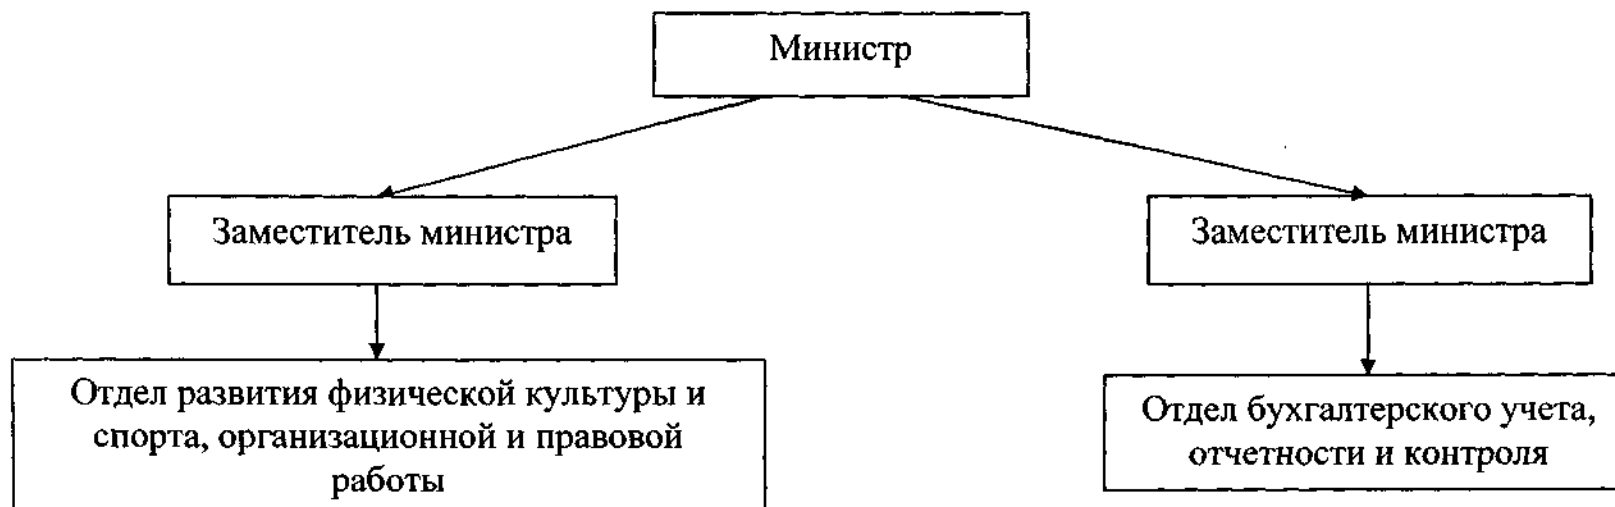 Министр
Заместитель министра
Заместитель министра
Отдел развития физической культуры и
спорта, организационной и правовой
работы
Отдел бухгалтерского учета,
отчетности и контроля